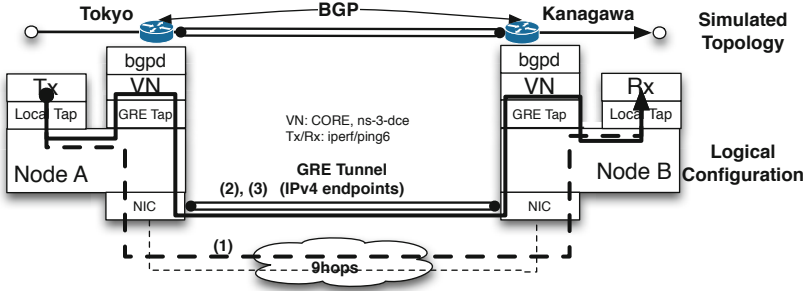 Tokyo
BGP
Kanagawa
Simulated
Topology
bgpd
VN
Tx
Local Tap
GRE Tap
Node A
NIC
VN: CORE, ns-3-dce
Tx/Rx: iperf/ping6
GRE Tunnel
(2), (3) (IPv4 endpoints)
bgpd
VN
Rx
GRE Tap
Local Tap
Node B
NIC
Logical
Configuration
(1)
9hops